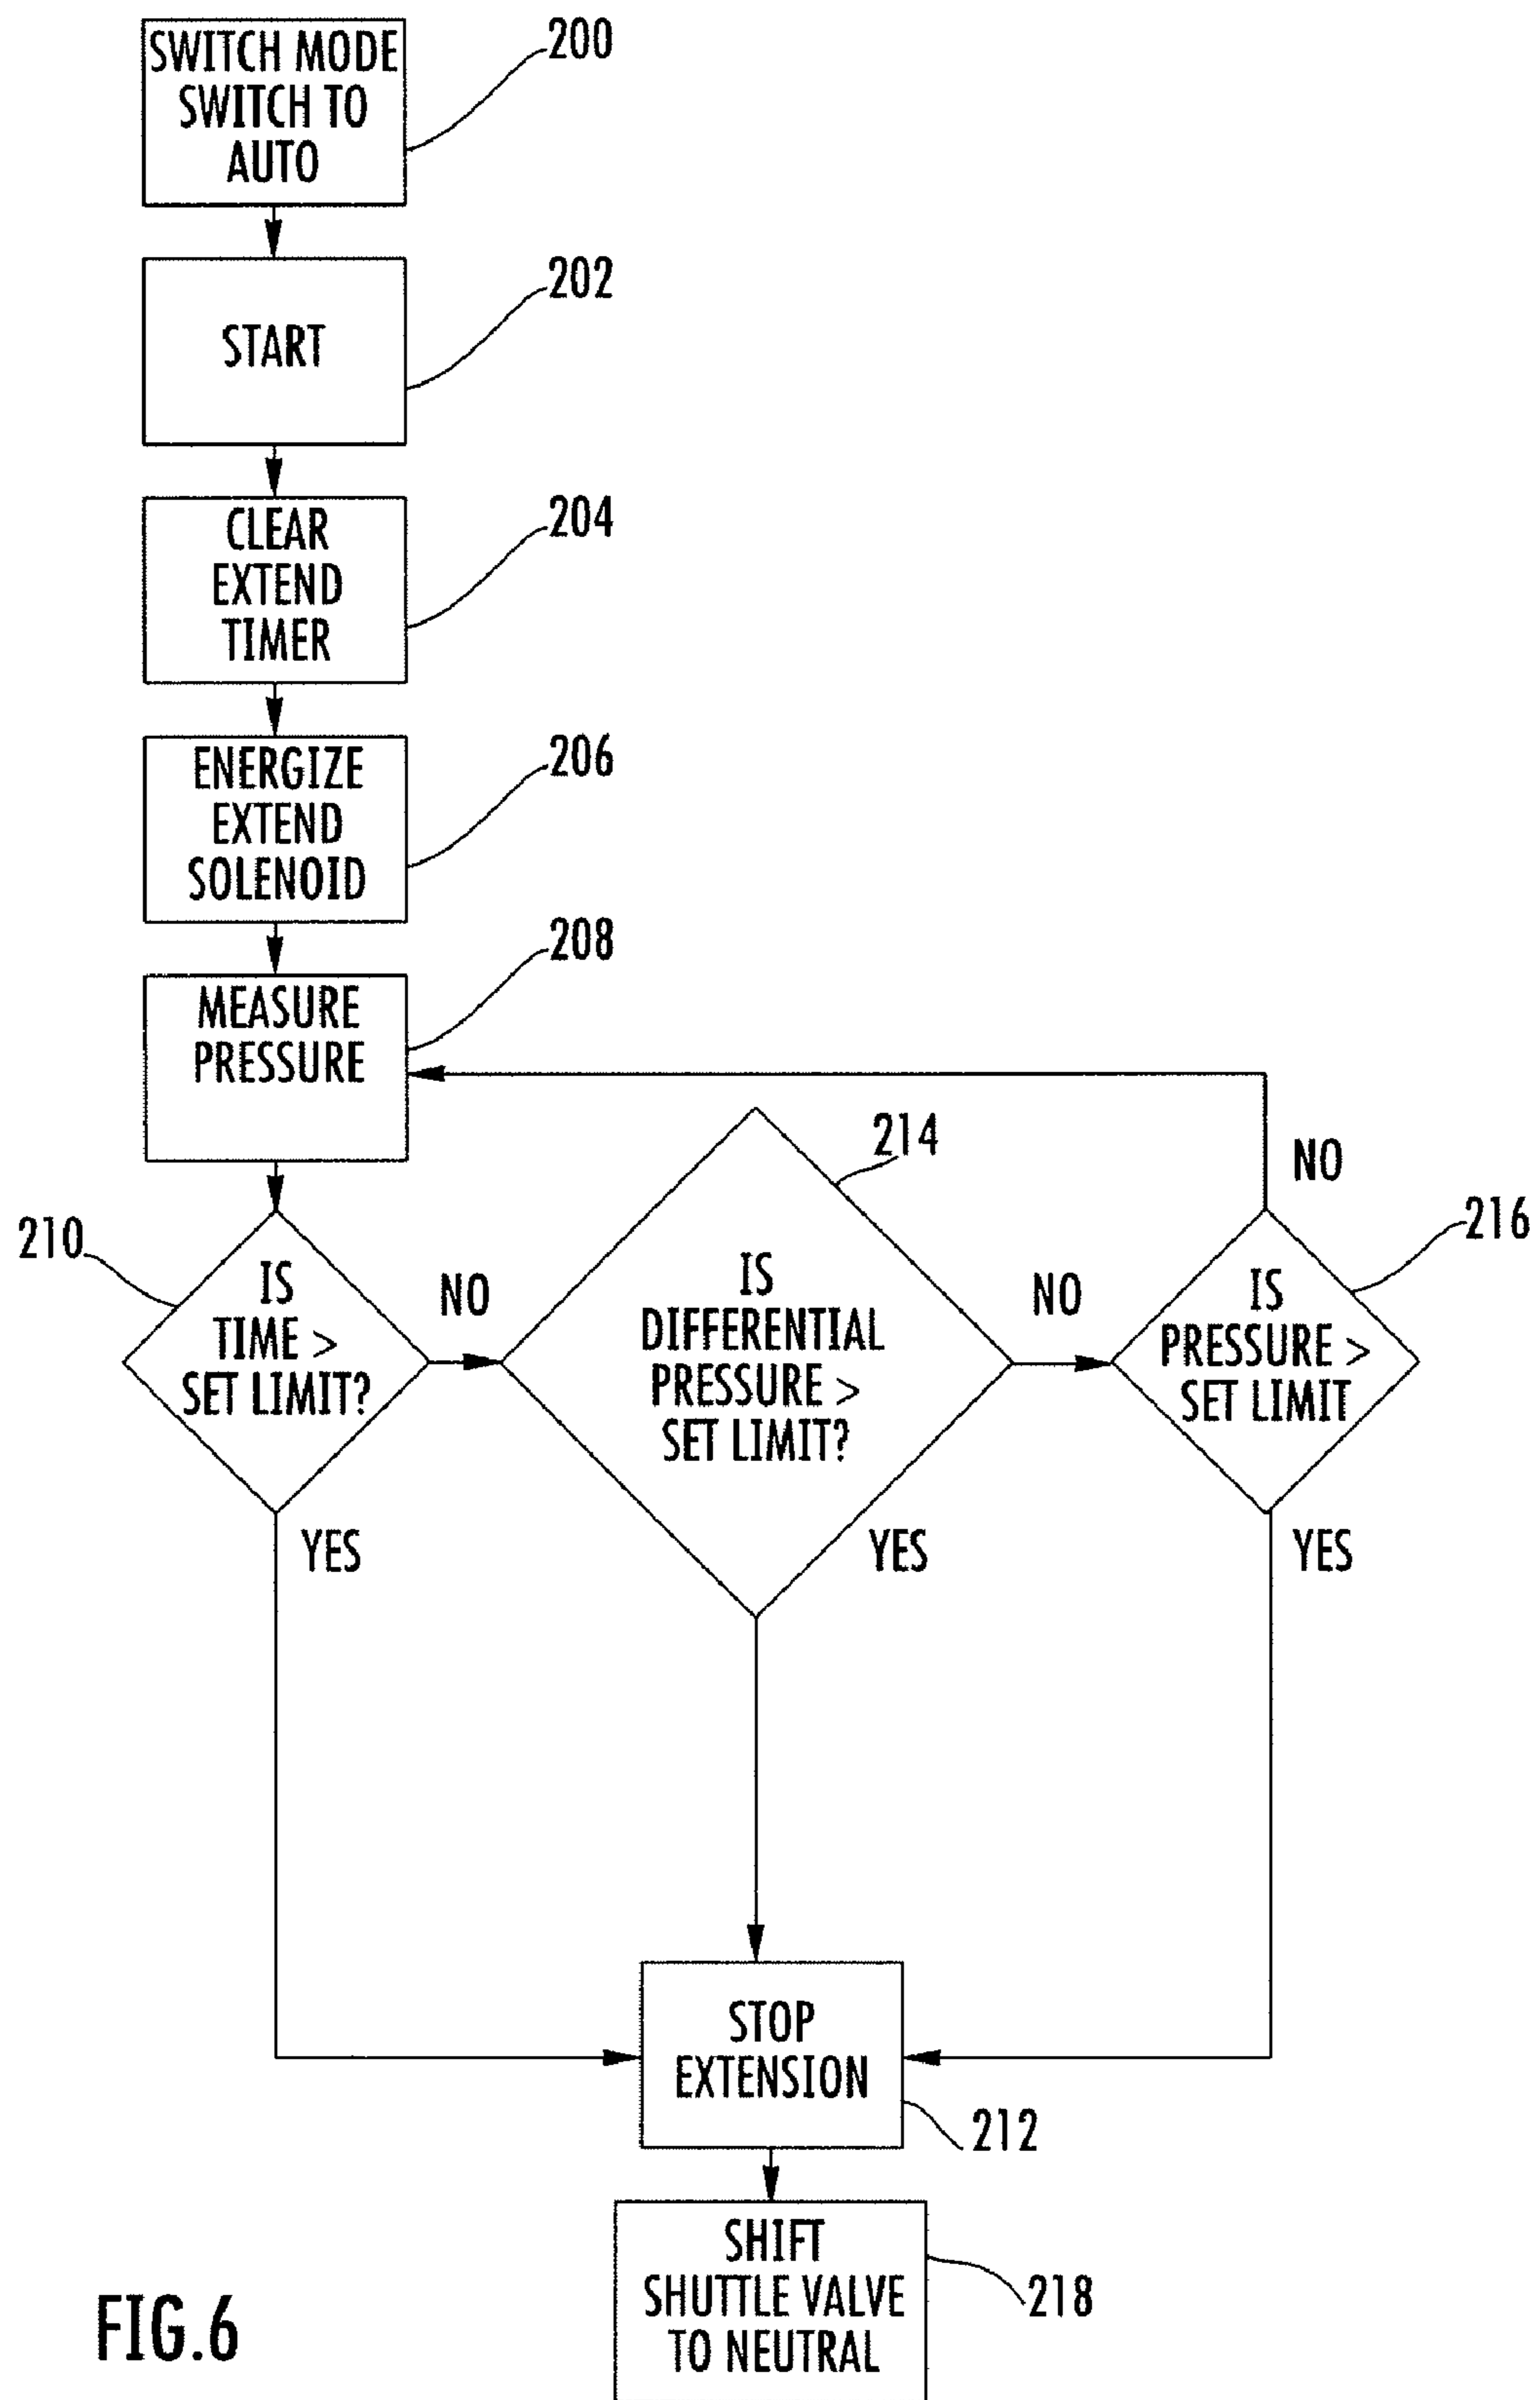 SWITCH MODE
SWITCH TO
AUTO
200
START
202
CLEAR
EXTEND
TIMER
204
ENERGIZE
EXTEND
SOLENOID
206
MEASURE
PRESSURE
208
210
IS
TIME >
SET LIMIT?
NO
YES
214
IS
DIFFERENTIAL
PRESSURE >
SET LIMIT?
NO
YES
216
IS
PRESSURE >
SET LIMIT
NO
YES
STOP
EXTENSION
212
SHIFT
SHUTTLE VALVE
TO NEUTRAL
218
FIG.6